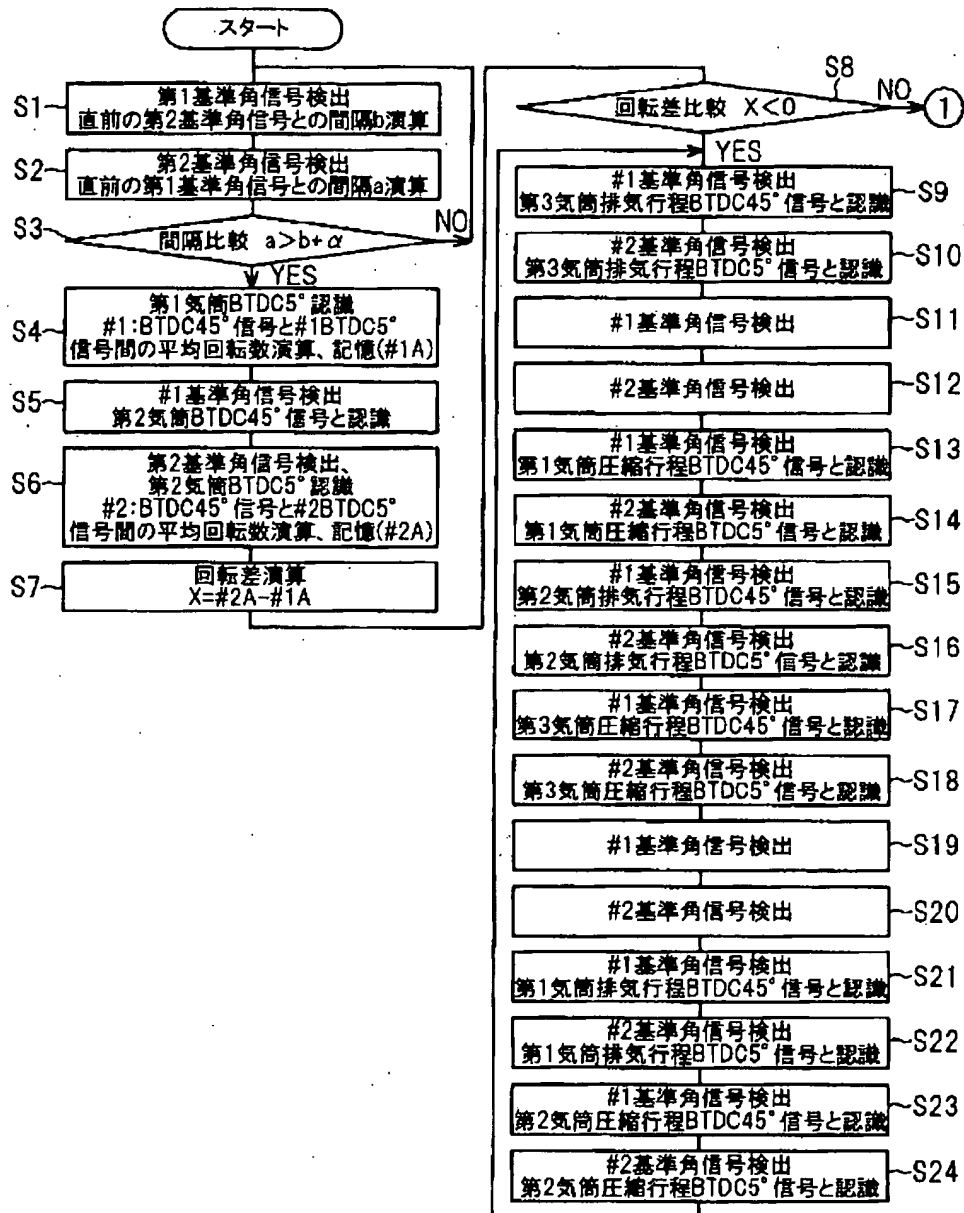 スタート
S1
第1基準角信号検出
直前の第2基準角信号との間隔b演算
S2
第2基準角信号検出
直前の第1基準角信号との間隔a演算
S3
間隔比較 a>b+α
NO
YES
S4
第1気筒BTDC5°認識
#1:BTDC45°信号と#1BTDC5°
信号間の平均回転数演算、記憶(#1A)
S5
#1基準角信号検出
第2気筒BTDC45°信号と認識
S6
第2基準角信号検出、
第2気筒BTDC5°認識
#2:BTDC45°信号と#2BTDC5°
信号間の平均回転数演算、記憶(#2A)
S7
回転差演算
X=#2A-#1A
S8
回転差比較 X<0
NO
1
YES
#1基準角信号検出
第3気筒排気行程BTDC45°信号と認識
S9
#2基準角信号検出
第3気筒排気行程BTDC5°信号と認識
S10
#1基準角信号検出
S11
#2基準角信号検出
S12
#1基準角信号検出
第1気筒圧縮行程BTDC45°信号と認識
S13
#2基準角信号検出
第1気筒圧縮行程BTDC5°信号と認識
S14
#1基準角信号検出
第2気筒排気行程BTDC45°信号と認識
S15
#2基準角信号検出
第2気筒排気行程BTDC5°信号と認識
S16
#1基準角信号検出
第3気筒圧縮行程BTDC45°信号と認識
S17
#2基準角信号検出
第3気筒圧縮行程BTDC5°信号と認識
S18
#1基準角信号検出
S19
#2基準角信号検出
S20
#1基準角信号検出
第1気筒排気行程BTDC45°信号と認識
S21
#2基準角信号検出
第1気筒排気行程BTDC5°信号と認識
S22
#1基準角信号検出
第2気筒圧縮行程BTDC45°信号と認識
S23
#2基準角信号検出
第2気筒圧縮行程BTDC5°信号と認識
S24